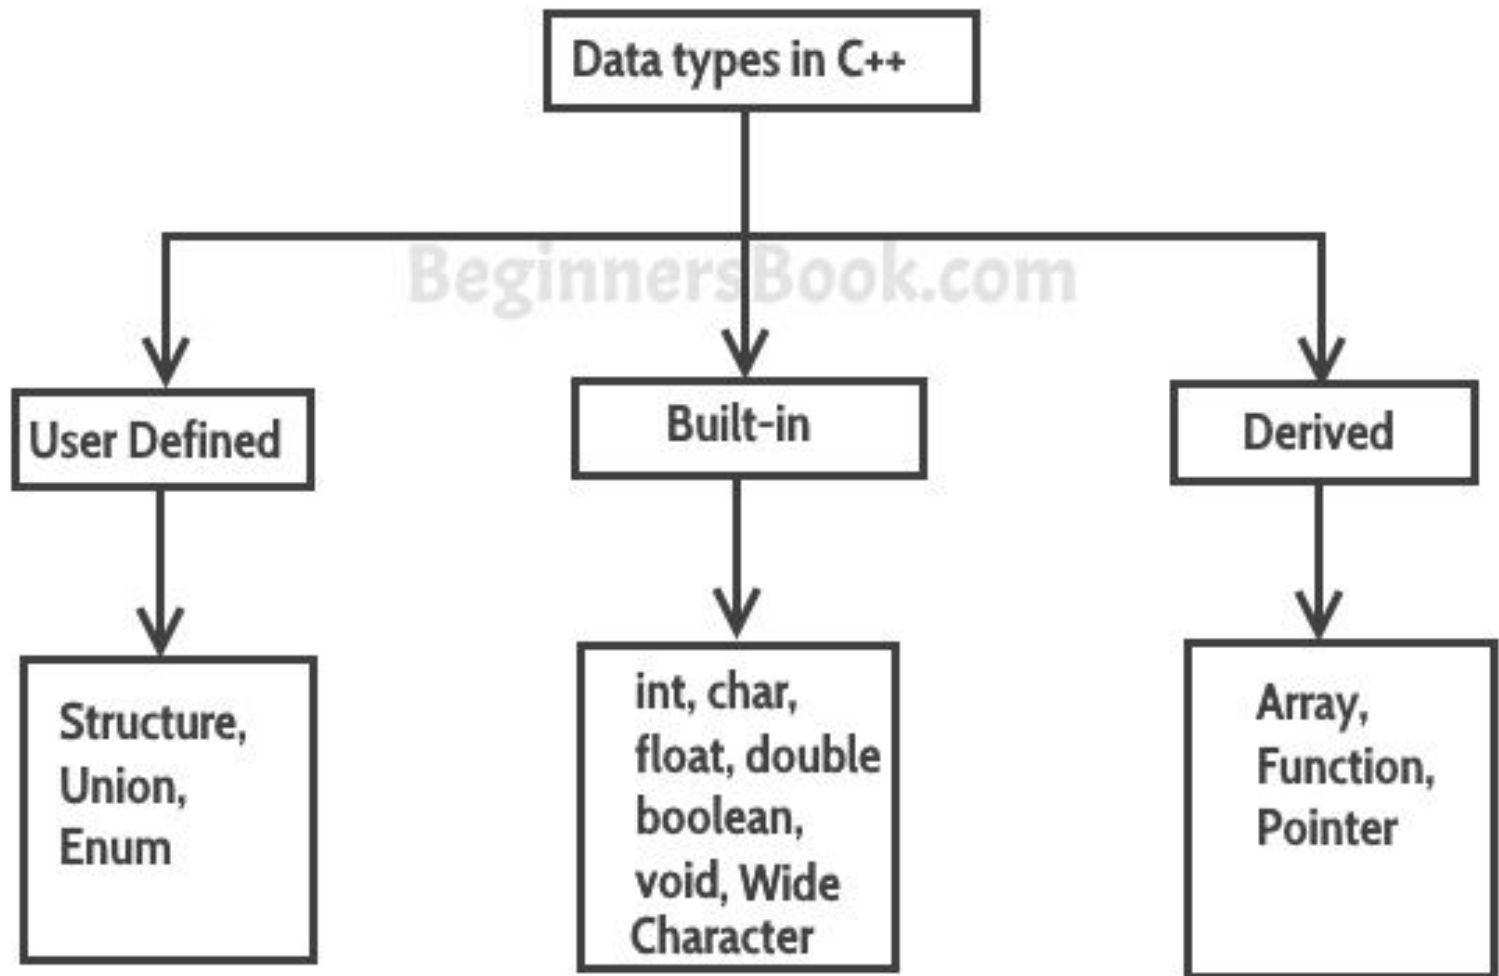 Data types in C++
BeginnersBook.com
User Defined
Built-in
Derived
Structure,
Union,
Enum
int, char,
float, double
boolean,
void, Wide
Character
Array,
Function,
Pointer